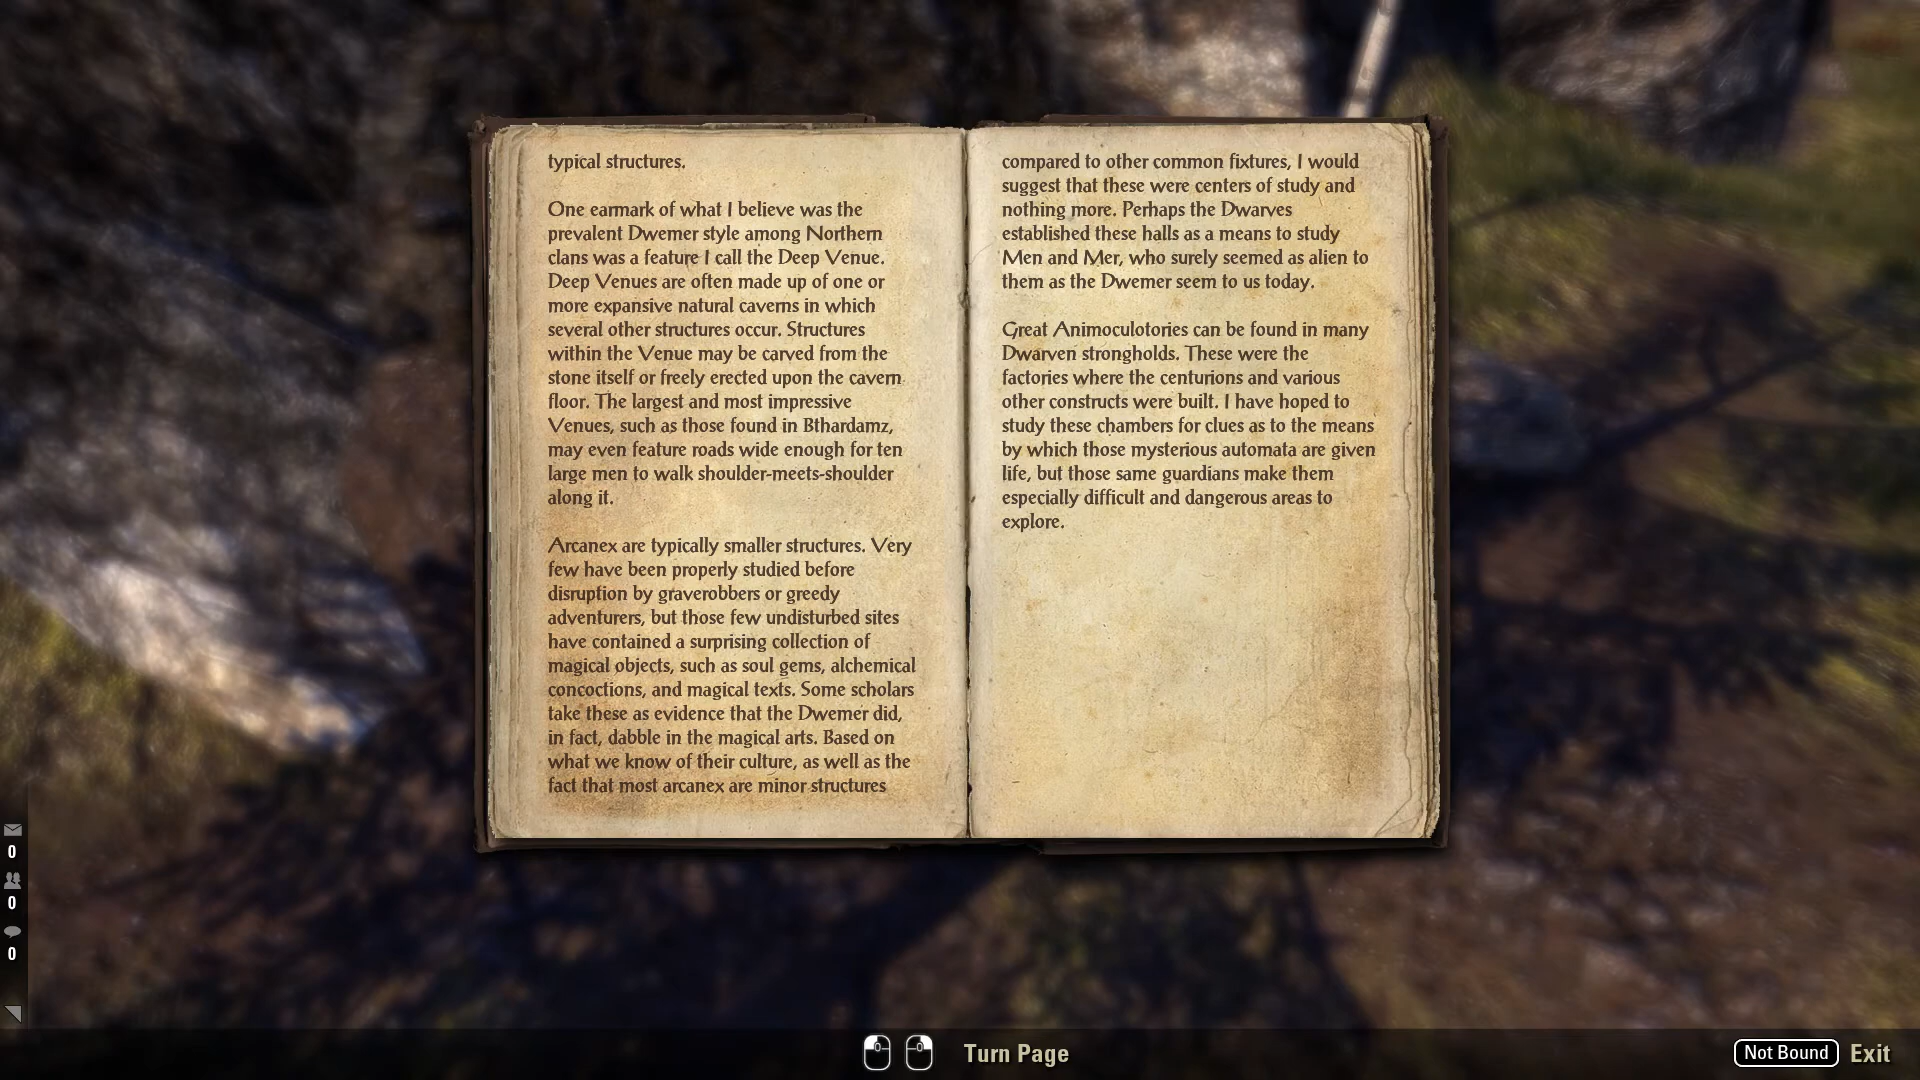 typical structures.
One earmark of what I believe was the
prevalent Dwemer style among Northern
clans was a feature I call the Deep Venue.
Deep Venues are often made up of one or
more expansive natural caverns in which
several other structures occur. Structures
within the Venue may be carved from the
stone itself or freely erected upon the cavern
floor. The largest and most impressive
Venues, such as those found in Bthardamz,
may even feature roads wide enough for ten
large men to walk shoulder-meets-shoulder
along it.
Arcanex are typically smaller structures. Very
few have been properly studied before
disruption by graverobbers or greedy
adventurers, but those few undisturbed sites
have contained a surprising collection of
magical objects, such as soul gems, alchemical
concoctions, and magical texts. Some scholars
take these as evidence that the Dwemer did,
in fact, dabble in the magical arts. Based on
what we know of their culture, as well as the
fact that most arcanex are minor structures
compared to other common fixtures, I would
suggest that these were centers of study and
nothing more. Perhaps the Dwarves
established these halls as a means to study
Men and Mer, who surely seemed as alien to
them as the Dwemer seem to us today.
Great Animoculotories can be found in many
Dwarven strongholds. These were the
factories where the centurions and various
other constructs were built. I have hoped to
study these chambers for clues as to the means
by which those mysterious automata are given
life, but those same guardians make them
especially difficult and dangerous areas to
explore.
0
0
0
Turn Page
Not Bound Exit